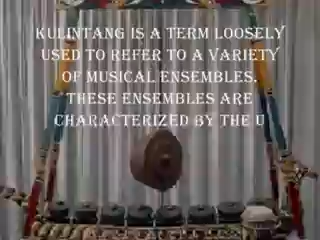 KULINTANG IS A TERM LOOSELY
USED TO REFER TO A VARIETY
OF MUSICAL ENSEMBLES.
THESE ENSEMBLES ARE
CHARACTERIZED BY THE U